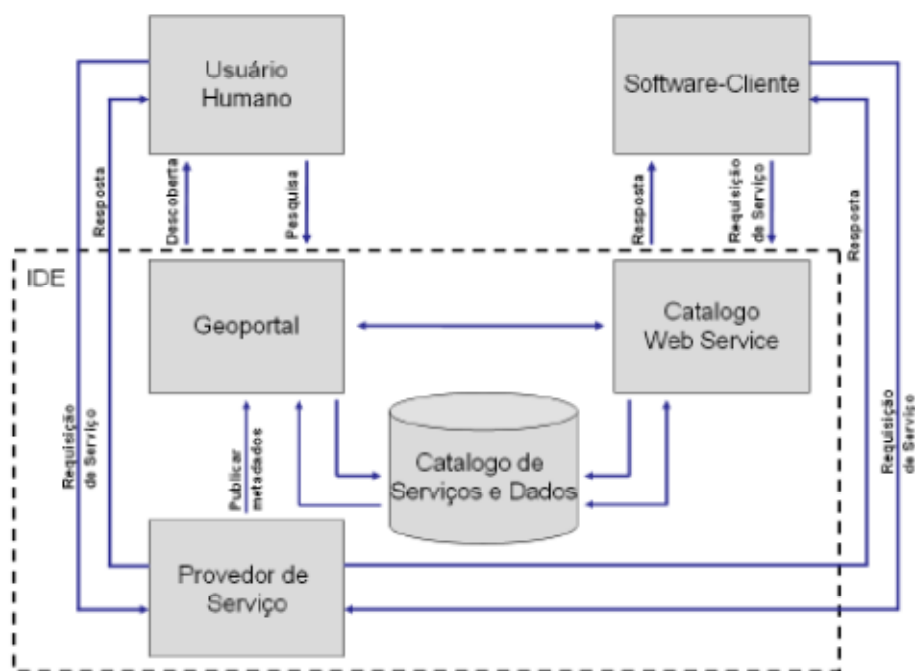 Usuário
Humano
Software-Cliente
Resposta
Descoberta
Pesquisa
Resposta
Requisição
de Serviço
Resposta
IDE
Geoportal
Catalogo
Web Service
Requisição
de Serviço
Publicar
metadados
Catalogo de
Serviços e Dados
Requisição
de Serviço
Provedor de
Serviço